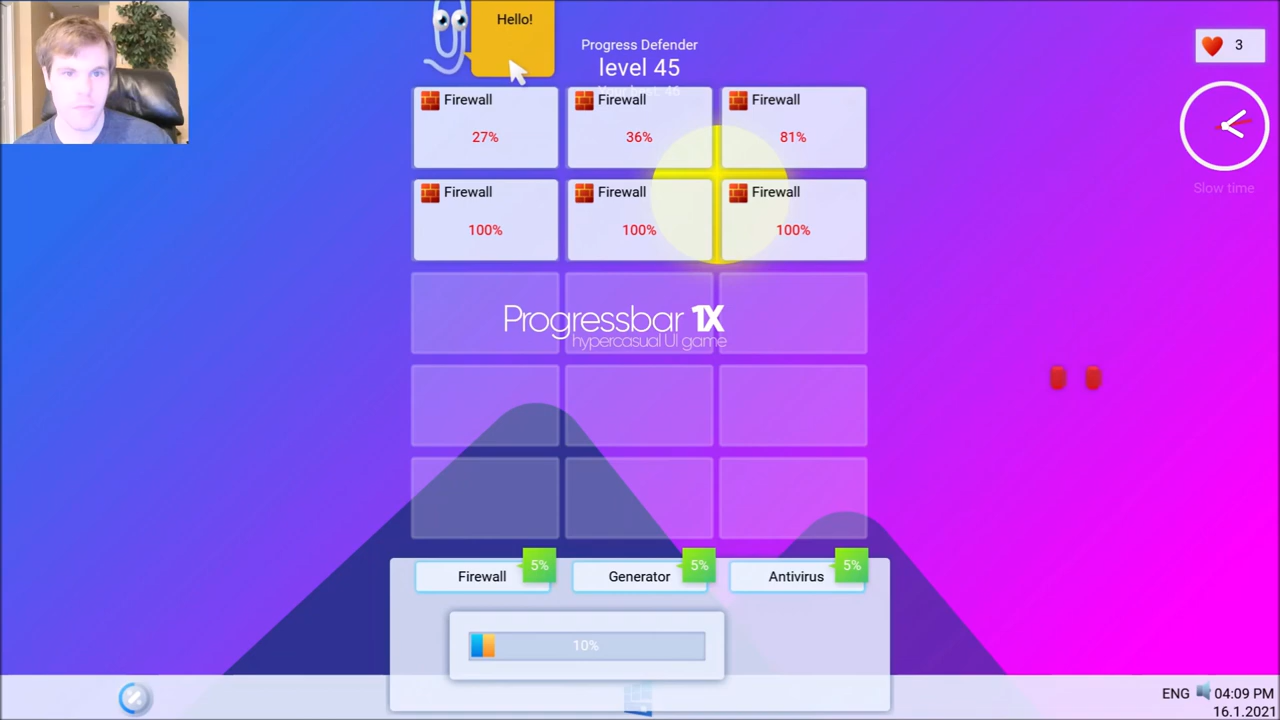 Hello!
Progress Defender
level 45
3
Firewall
27%
Firewall
36%
Firewall
81%
Slow time
Firewall
100%
Firewall
100%
Firewall
100%
Progressbar 1X
hypercasual UI game
Firewall
5%
Generator
5%
Antivirus
5%
10%
ENG 04:09 PM
16.1.2021